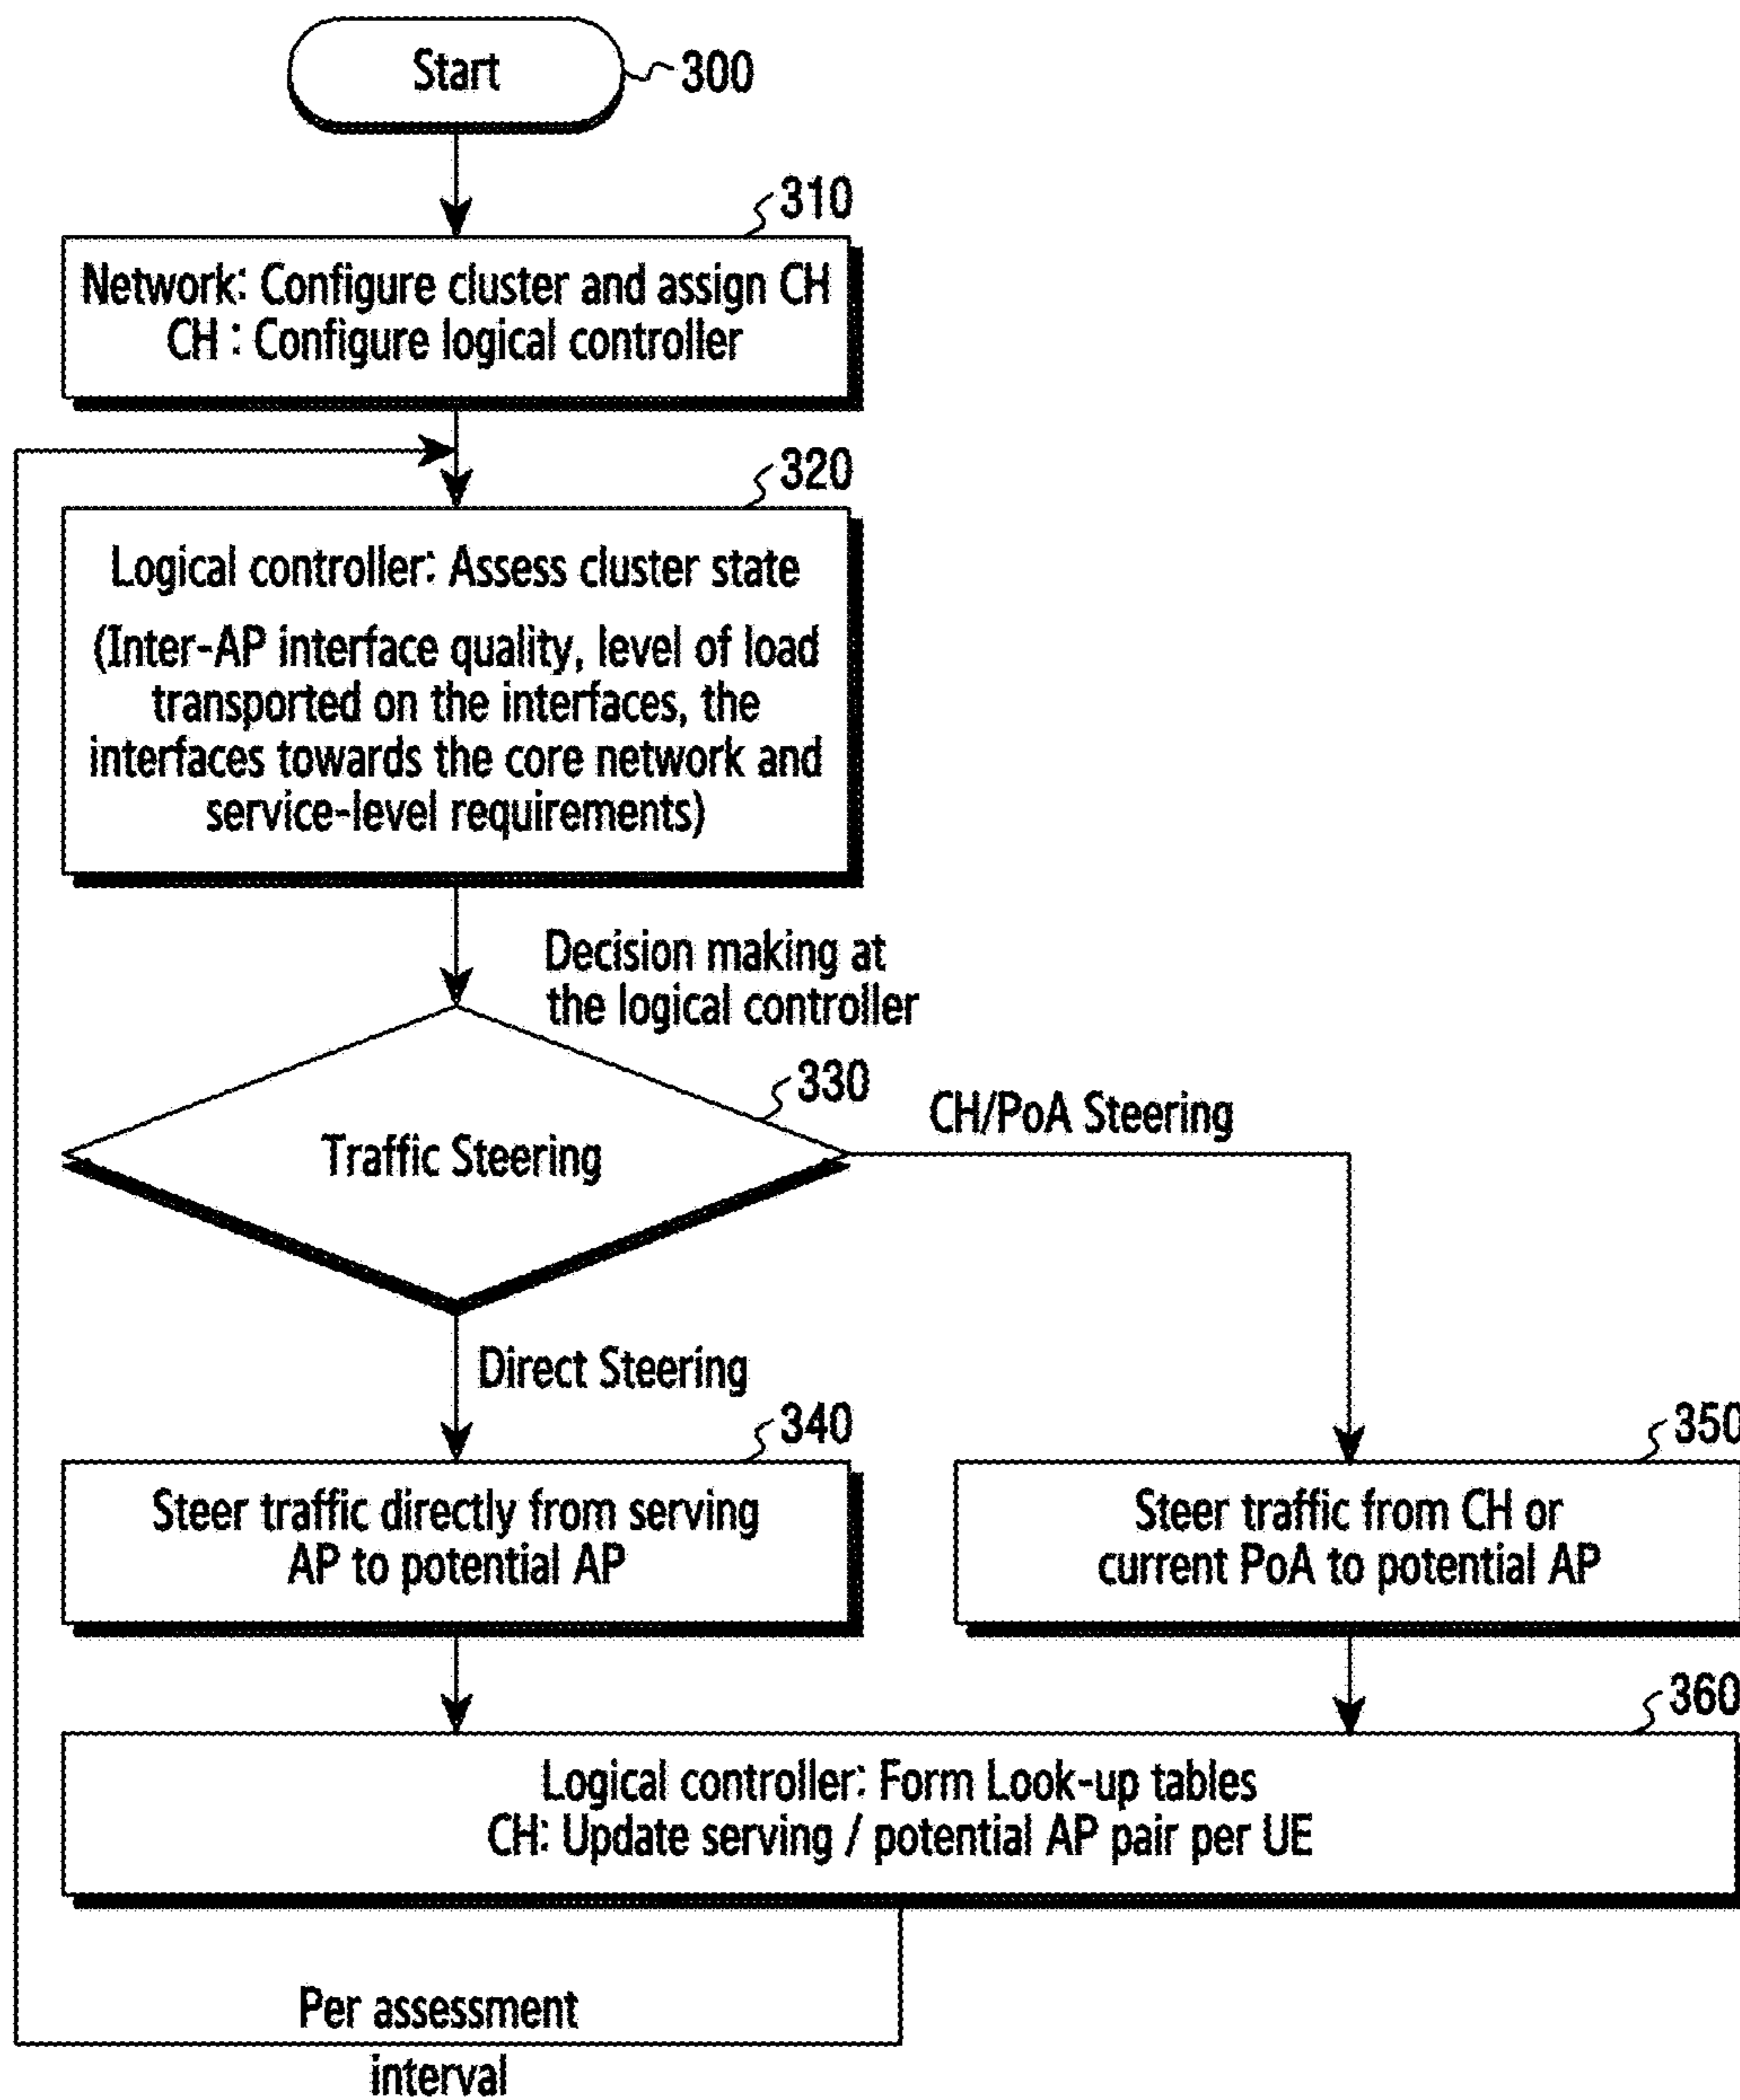 Start
300
310
Network: Configure cluster and assign CH
CH : Configure logical controller
320
Logical controller: Assess cluster state
(Inter-AP interface quality, level of load
transported on the interfaces, the
interfaces towards the core network and
service-level requirements)
Decision making at
the logical controller
330
CH/PoA Steering
Traffic Steering
Direct Steering
340
350
Steer traffic directly from serving
AP to potential AP
Steer traffic from CH or
current PoA to potential AP
360
Logical controller: Form Look-up tables
CH: Update serving / potential AP pair per UE
Per assessment
interval